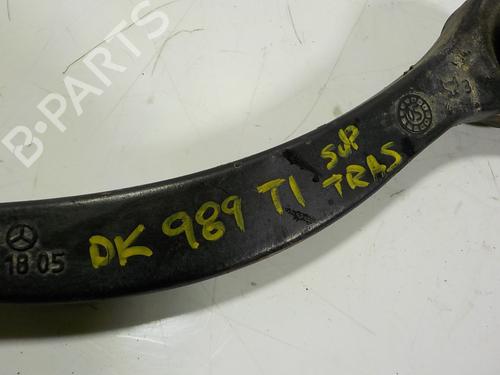 B-PARTS
DK 989 TI SUP
TRAS
18 05